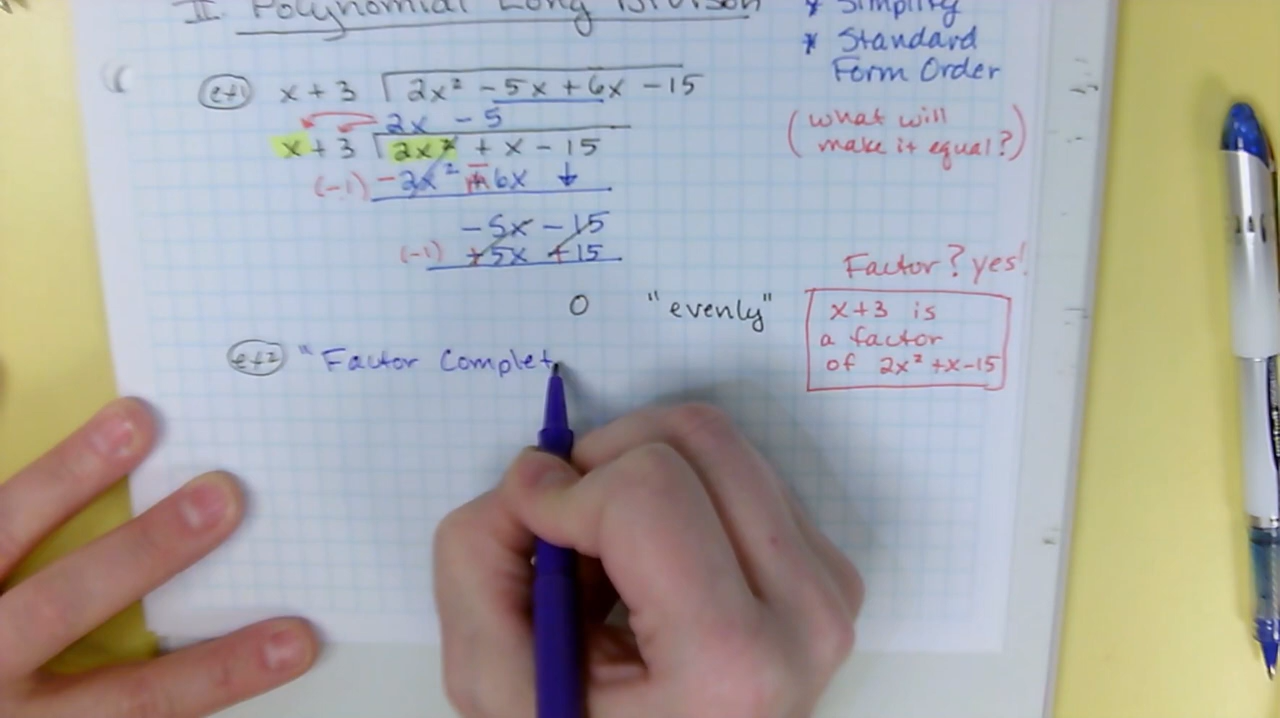 II. Polynomial Long Division
* Simplify
* Standard
Form Order
ex1 x + 3 2x² - 5x + 6x - 15
(what will
make it equal?)
2x - 5
x + 3 2x² + x - 15
(-1) - 2x² + 6x ↓
- 5x - 15
(-1) + 5x + 15
0 "evenly"
Factor? yes!
x+3 is
a factor
of 2x² +x-15
ex2 "Factor Complet